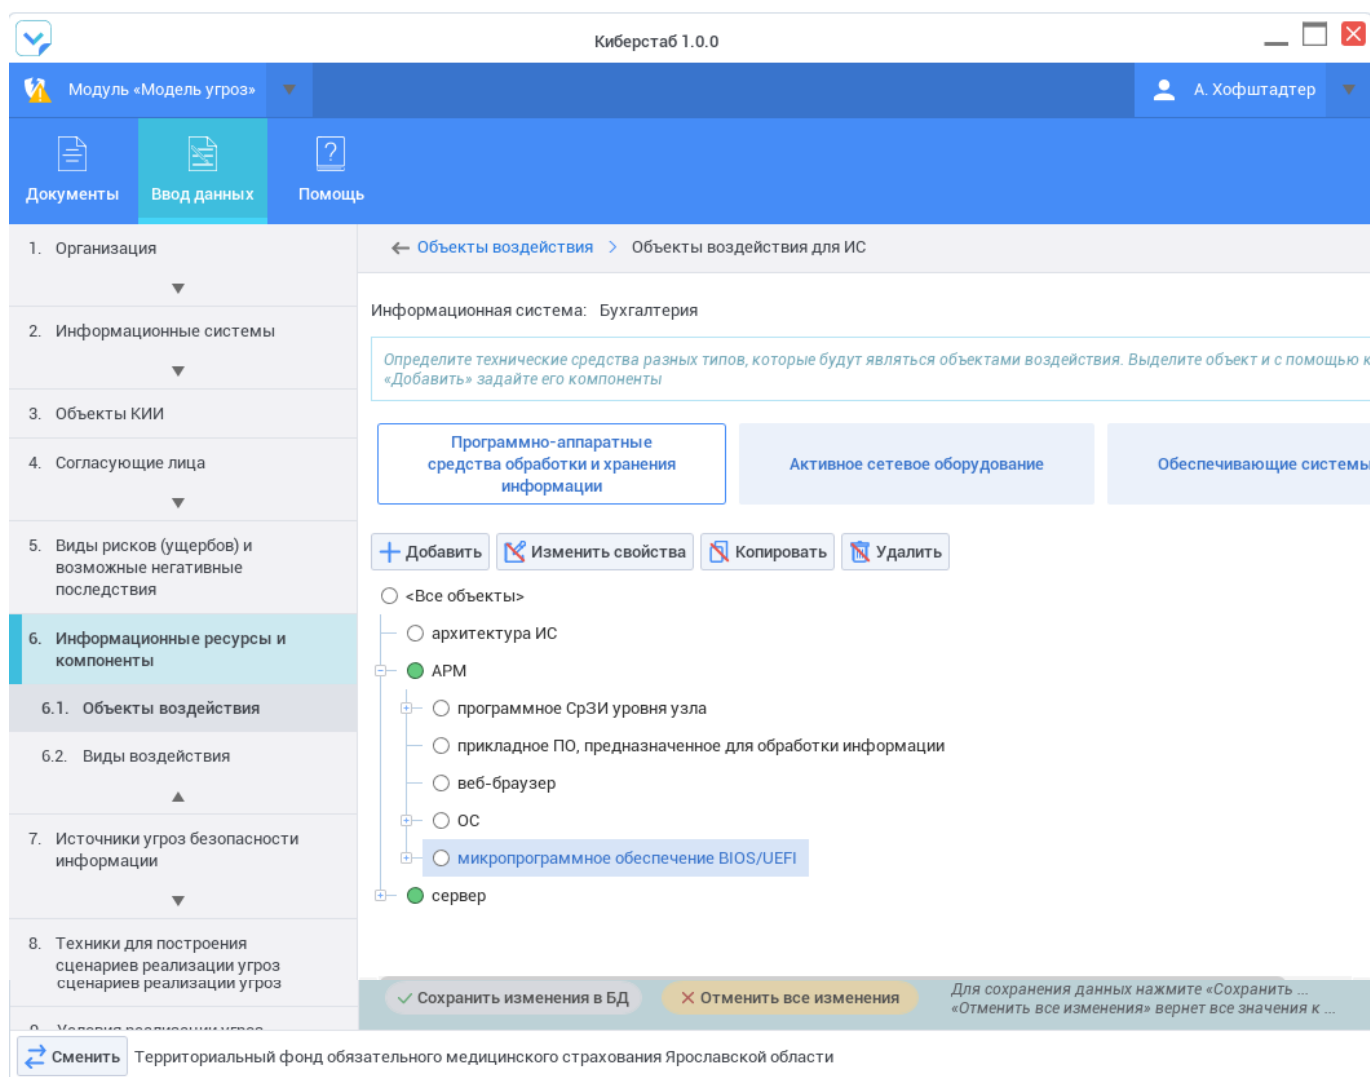 Киберстаб 1.0.0
Модуль «Модель угроз»
А. Хофштадтер
Документы
Ввод данных
Помощь
1. Организация
2. Информационные системы
3. Объекты КИИ
4. Согласующие лица
5. Виды рисков (ущербов) и
возможные негативные
последствия
6. Информационные ресурсы и
компоненты
6.1. Объекты воздействия
6.2. Виды воздействия
7. Источники угроз безопасности
информации
8. Техники для построения
сценариев реализации угроз
сценариев реализации угроз
Объекты воздействия > Объекты воздействия для ИС
Информационная система: Бухгалтерия
Определите технические средства разных типов, которые будут являться объектами воздействия. Выделите объект и с помощью к
«Добавить» задайте его компоненты
Программно-аппаратные
средства обработки и хранения
информации
Активное сетевое оборудование
Обеспечивающие системы
Добавить
Изменить свойства
Копировать
Удалить
<Все объекты>
архитектура ИС
АРМ
программное СрЗИ уровня узла
прикладное ПО, предназначенное для обработки информации
веб-браузер
ОС
микропрограммное обеспечение BIOS/UEFI
сервер
Сохранить изменения в БД
Отменить все изменения
Для сохранения данных нажмите «Сохранить ...
«Отменить все изменения» вернет все значения к ...
Сменить
Территориальный фонд обязательного медицинского страхования Ярославской области